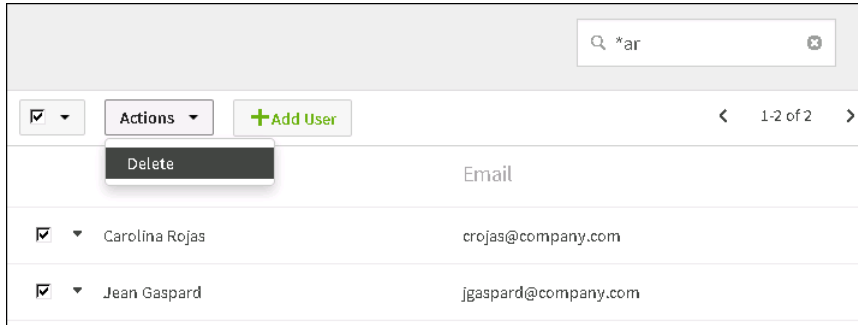 *ar
Actions
Add User
1-2 of 2
Delete
Email
Carolina Rojas
crojas@company.com
Jean Gaspard
jgaspard@company.com